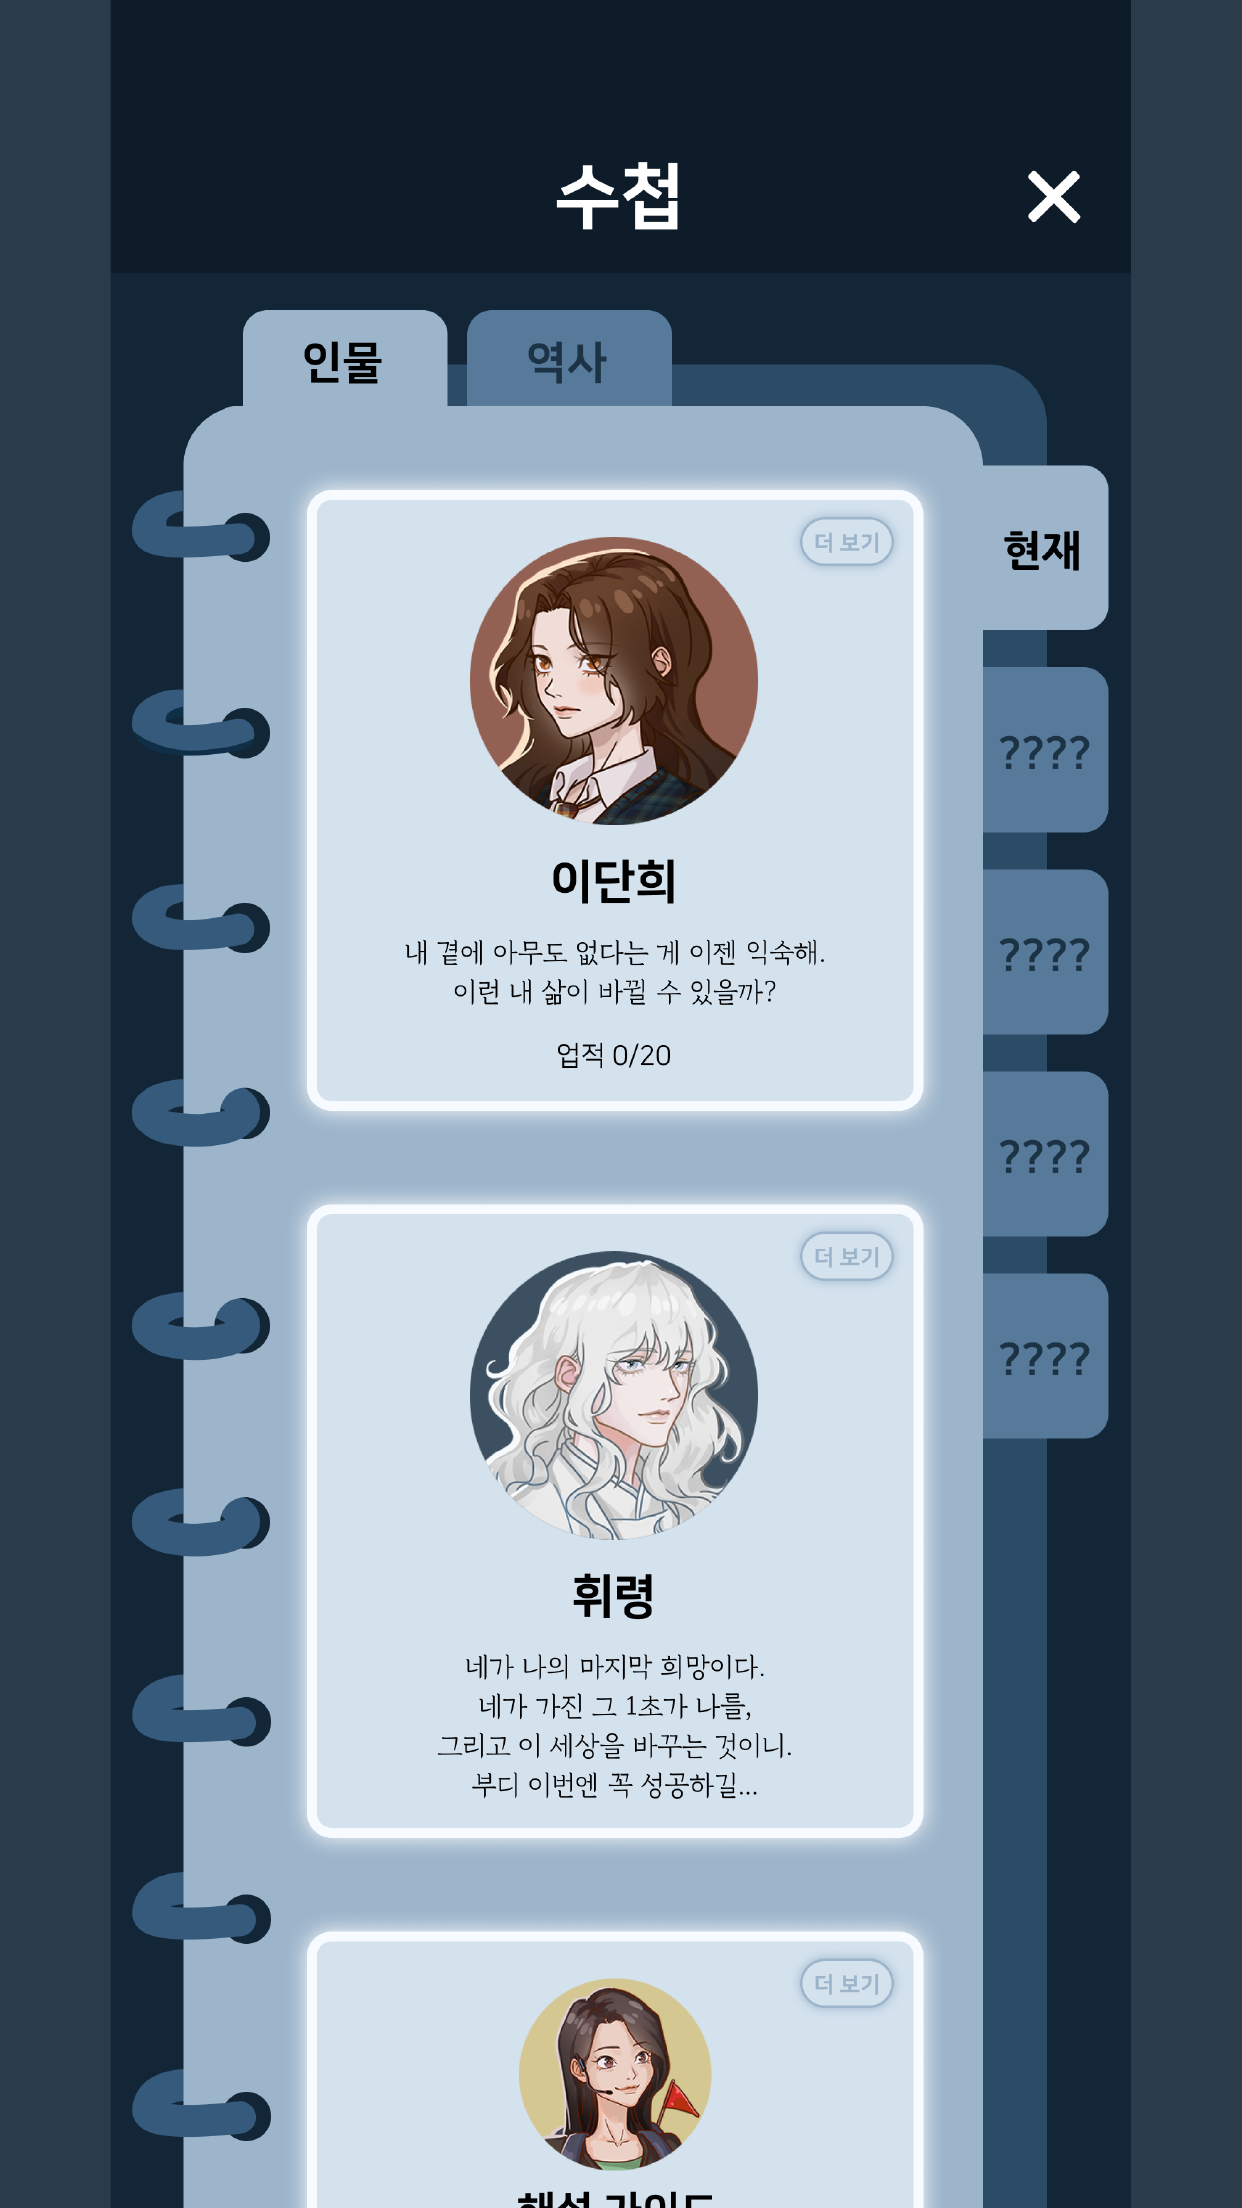 수첩
인물
역사
현재
????
????
????
????
더 보기
이단희
내 곁에 아무도 없다는 게 이젠 익숙해.
이런 내 삶이 바뀔 수 있을까?
업적 0/20
더 보기
휘령
네가 나의 마지막 희망이다.
네가 가진 그 1초가 나를,
그리고 이 세상을 바꾸는 것이니.
부디 이번엔 꼭 성공하길...
더 보기
해설 가이드